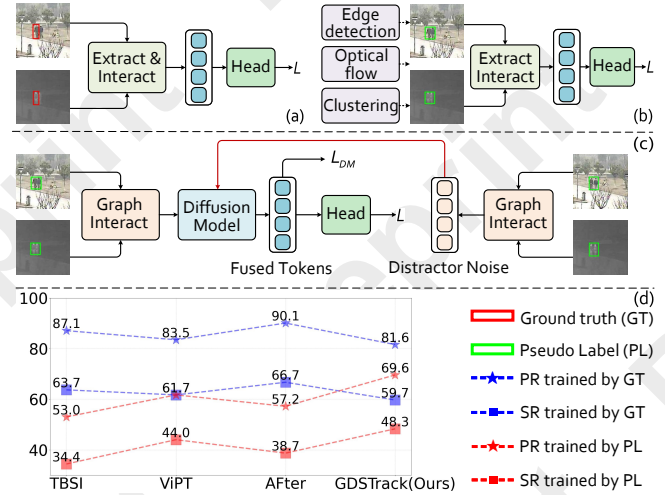 Extract & Interact
Head
L
(a)
Edge detection
Optical flow
Clustering
Extract Interact
Head
L
(b)
(c)
Graph Interact
Diffusion Model
L_DM
Head
L
Fused Tokens
Distractor Noise
Graph Interact
(d)
100
80
60
40
87.1
83.5
90.1
81.6
63.7
61.7
66.7
69.6
53.0
57.2
59.7
34.4
44.0
38.7
48.3
TBSI
ViPT
AFter
GDSTrack(Ours)
Ground truth (GT)
Pseudo Label (PL)
PR trained by GT
SR trained by GT
PR trained by PL
SR trained by PL